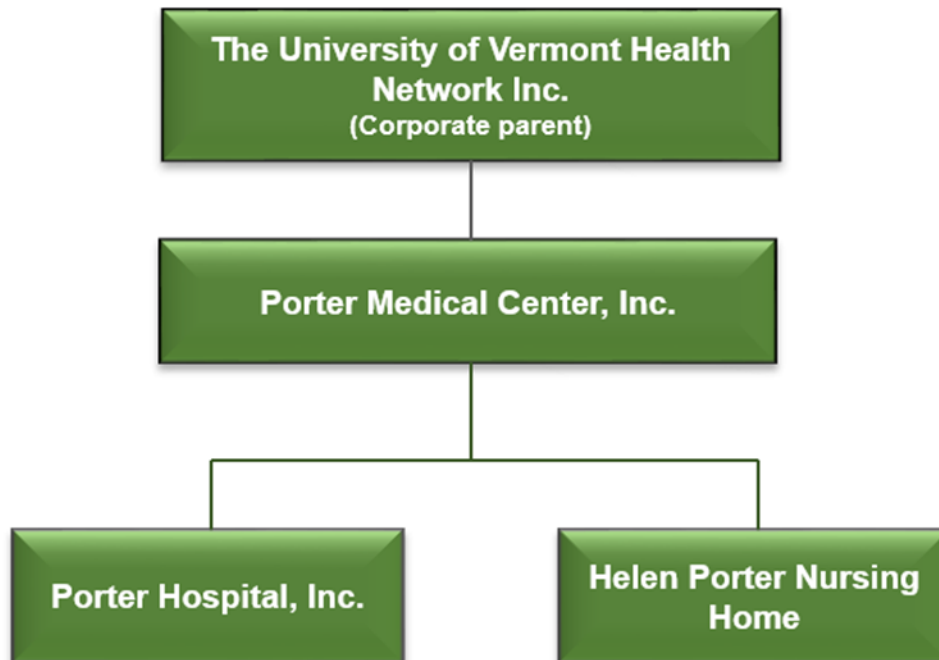 The University of Vermont Health
Network Inc.
(Corporate parent)
Porter Medical Center, Inc.
Porter Hospital, Inc.
Helen Porter Nursing
Home